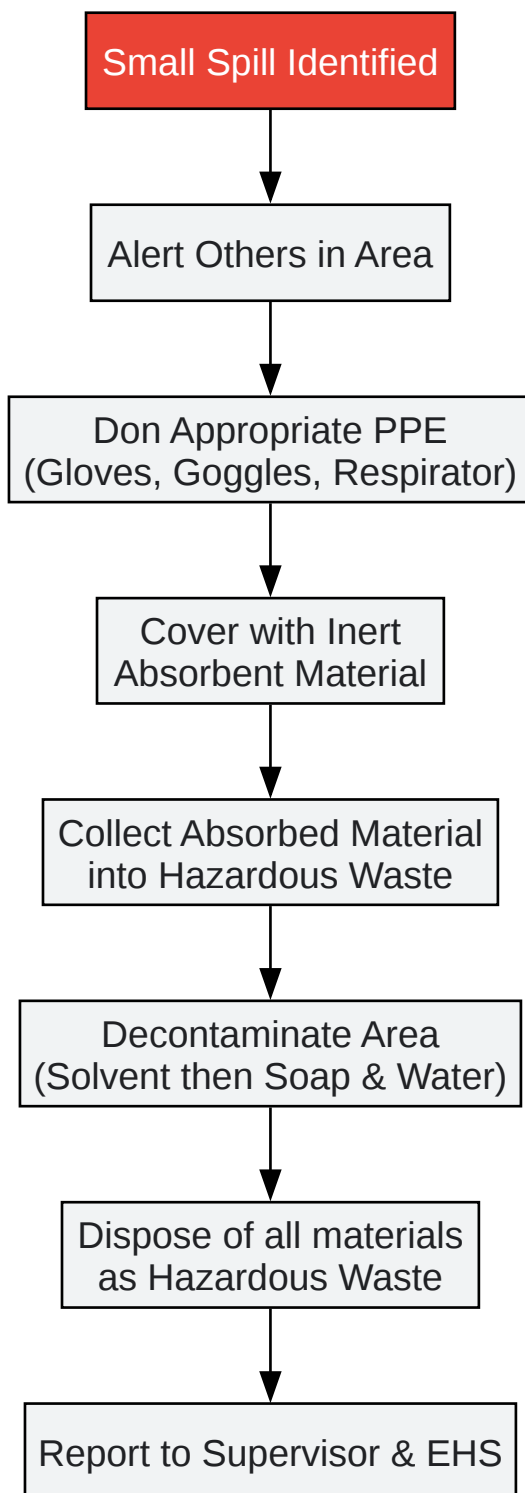 Small Spill Identified
Alert Others in Area
Don Appropriate PPE
(Gloves, Goggles, Respirator)
Cover with Inert
Absorbent Material
Collect Absorbed Material
into Hazardous Waste
Decontaminate Area
(Solvent then Soap & Water)
Dispose of all materials
as Hazardous Waste
Report to Supervisor & EHS